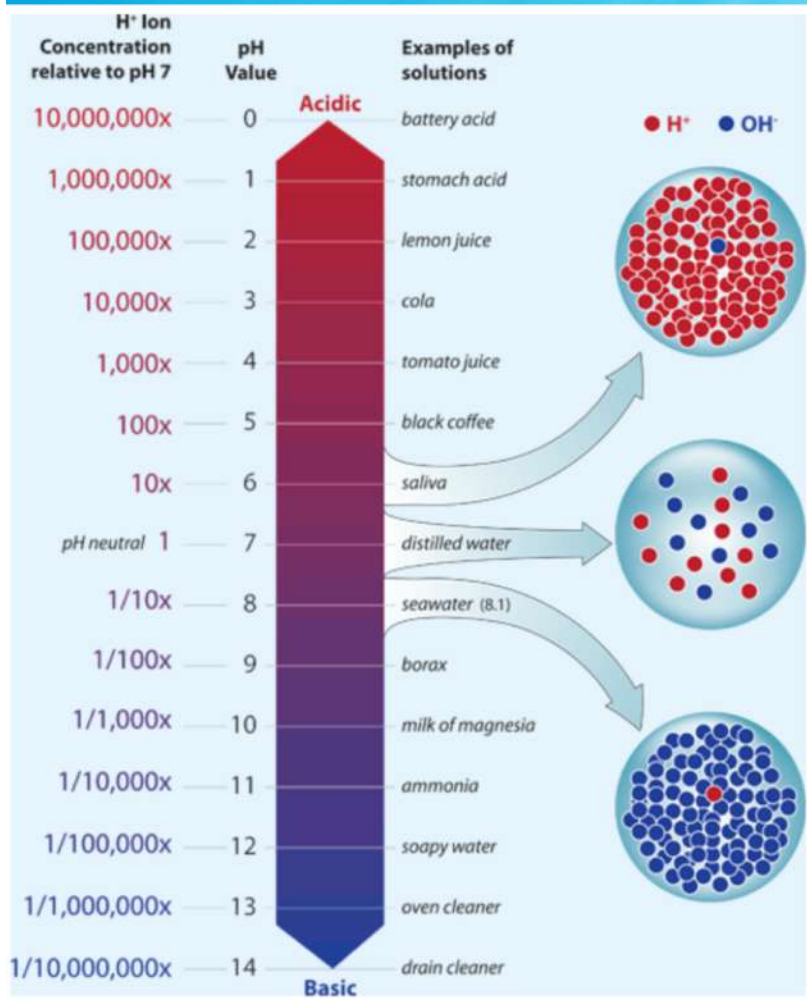 H⁺ Ion
Concentration
relative to pH 7
pH
Value
Examples of
solutions
Acidic
10,000,000x 0 battery acid
H⁺ OH⁻
1,000,000x 1 stomach acid
100,000x 2 lemon juice
10,000x 3 cola
1,000x 4 tomato juice
100x 5 black coffee
10x 6 saliva
pH neutral 1 7 distilled water
1/10x 8 seawater (8.1)
1/100x 9 borax
1/1,000x 10 milk of magnesia
1/10,000x 11 ammonia
1/100,000x 12 soapy water
1/1,000,000x 13 oven cleaner
1/10,000,000x 14 drain cleaner
Basic